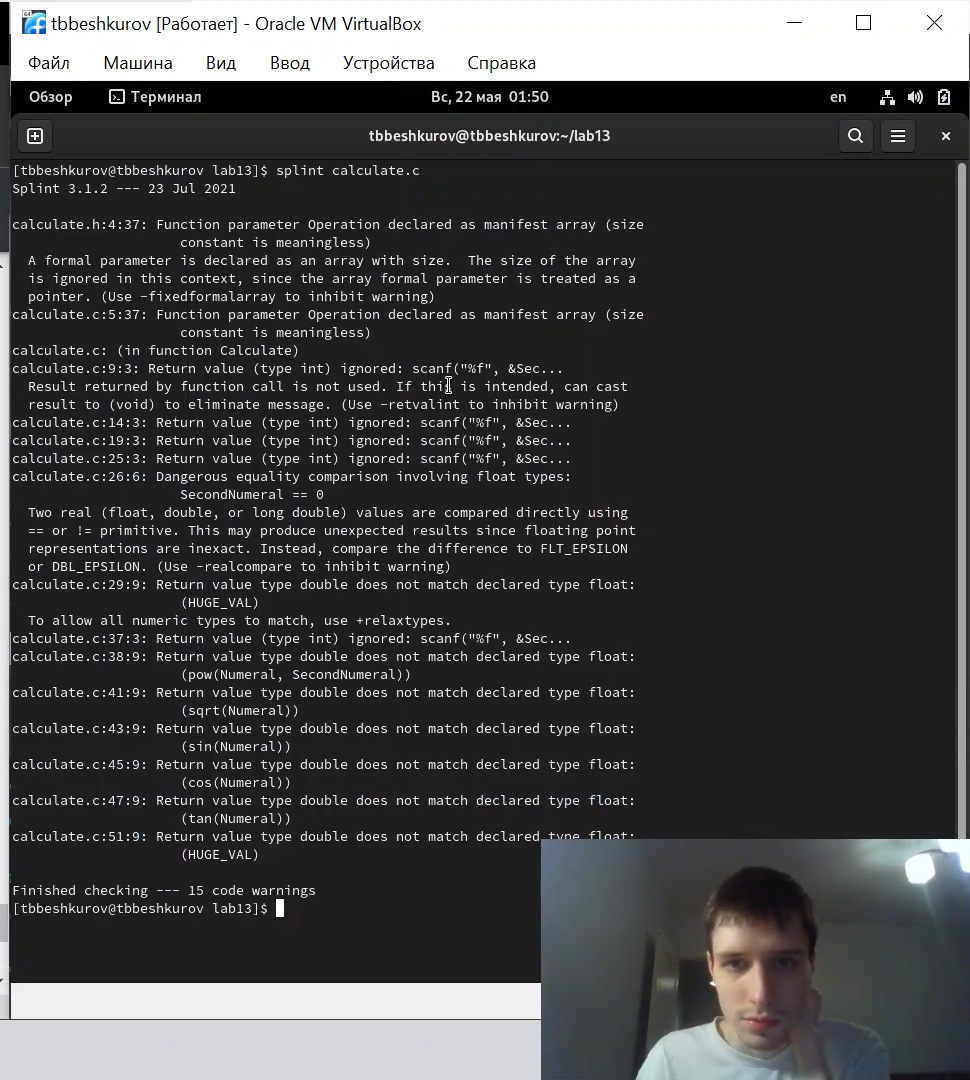 tbbeshkurov [Работает] - Oracle VM VirtualBox
Файл Машина Вид Ввод Устройства Справка
Обзор Терминал Вс, 22 мая 01:50 en
tbbeshkurov@tbbeshkurov:~/lab13
[tbbeshkurov@tbbeshkurov lab13]$ splint calculate.c
Splint 3.1.2 --- 23 Jul 2021
calculate.h:4:37: Function parameter Operation declared as manifest array (size
constant is meaningless)
A formal parameter is declared as an array with size.  The size of the array
is ignored in this context, since the array formal parameter is treated as a
pointer. (Use -fixedformalarray to inhibit warning)
calculate.c:5:37: Function parameter Operation declared as manifest array (size
constant is meaningless)
calculate.c: (in function Calculate)
calculate.c:9:3: Return value (type int) ignored: scanf("%f", &Sec...
Result returned by function call is not used. If this is intended, can cast
result to (void) to eliminate message. (Use -retvalint to inhibit warning)
calculate.c:14:3: Return value (type int) ignored: scanf("%f", &Sec...
calculate.c:19:3: Return value (type int) ignored: scanf("%f", &Sec...
calculate.c:25:3: Return value (type int) ignored: scanf("%f", &Sec...
calculate.c:26:6: Dangerous equality comparison involving float types:
SecondNumeral == 0
Two real (float, double, or long double) values are compared directly using
== or != primitive. This may produce unexpected results since floating point
representations are inexact. Instead, compare the difference to FLT_EPSILON
or DBL_EPSILON. (Use -realcompare to inhibit warning)
calculate.c:29:9: Return value type double does not match declared type float:
(HUGE_VAL)
To allow all numeric types to match, use +relaxtypes.
calculate.c:37:3: Return value (type int) ignored: scanf("%f", &Sec...
calculate.c:38:9: Return value type double does not match declared type float:
(pow(Numeral, SecondNumeral))
calculate.c:41:9: Return value type double does not match declared type float:
(sqrt(Numeral))
calculate.c:43:9: Return value type double does not match declared type float:
(sin(Numeral))
calculate.c:45:9: Return value type double does not match declared type float:
(cos(Numeral))
calculate.c:47:9: Return value type double does not match declared type float:
(tan(Numeral))
calculate.c:51:9: Return value type double does not match declared type float:
(HUGE_VAL)
Finished checking --- 15 code warnings
[tbbeshkurov@tbbeshkurov lab13]$